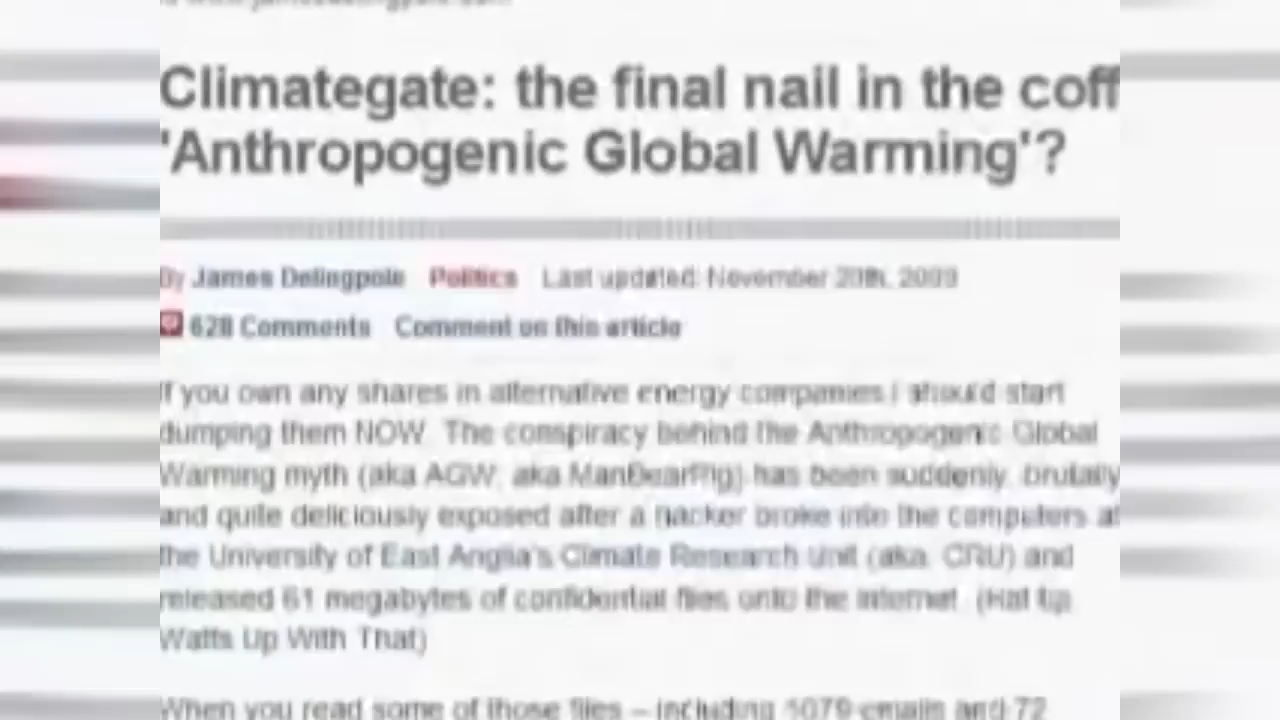 Climategate: the final nail in the coff
'Anthropogenic Global Warming'?
By James Delingpole Politics Last updated: November 20th, 2009
628 Comments Comment on this article
If you own any shares in alternative energy companies I should start
dumping them NOW. The conspiracy behind the Anthropogenic Global
Warming myth (aka AGW; aka ManBearPig) has been suddenly, brutally
and quite deliciously exposed after a hacker broke into the computers at
the University of East Anglia's Climate Research Unit (aka CRU) and
released 61 megabytes of confidential files onto the internet. (Hat tip
Watts Up With That)
When you read some of those files – including 1079 emails and 72